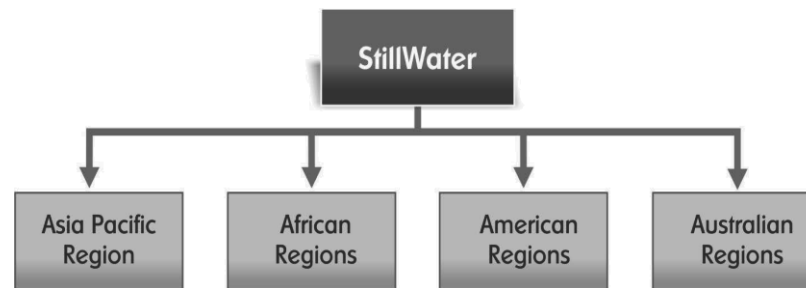 StillWater
Asia Pacific
Region
African
Regions
American
Regions
Australian
Regions